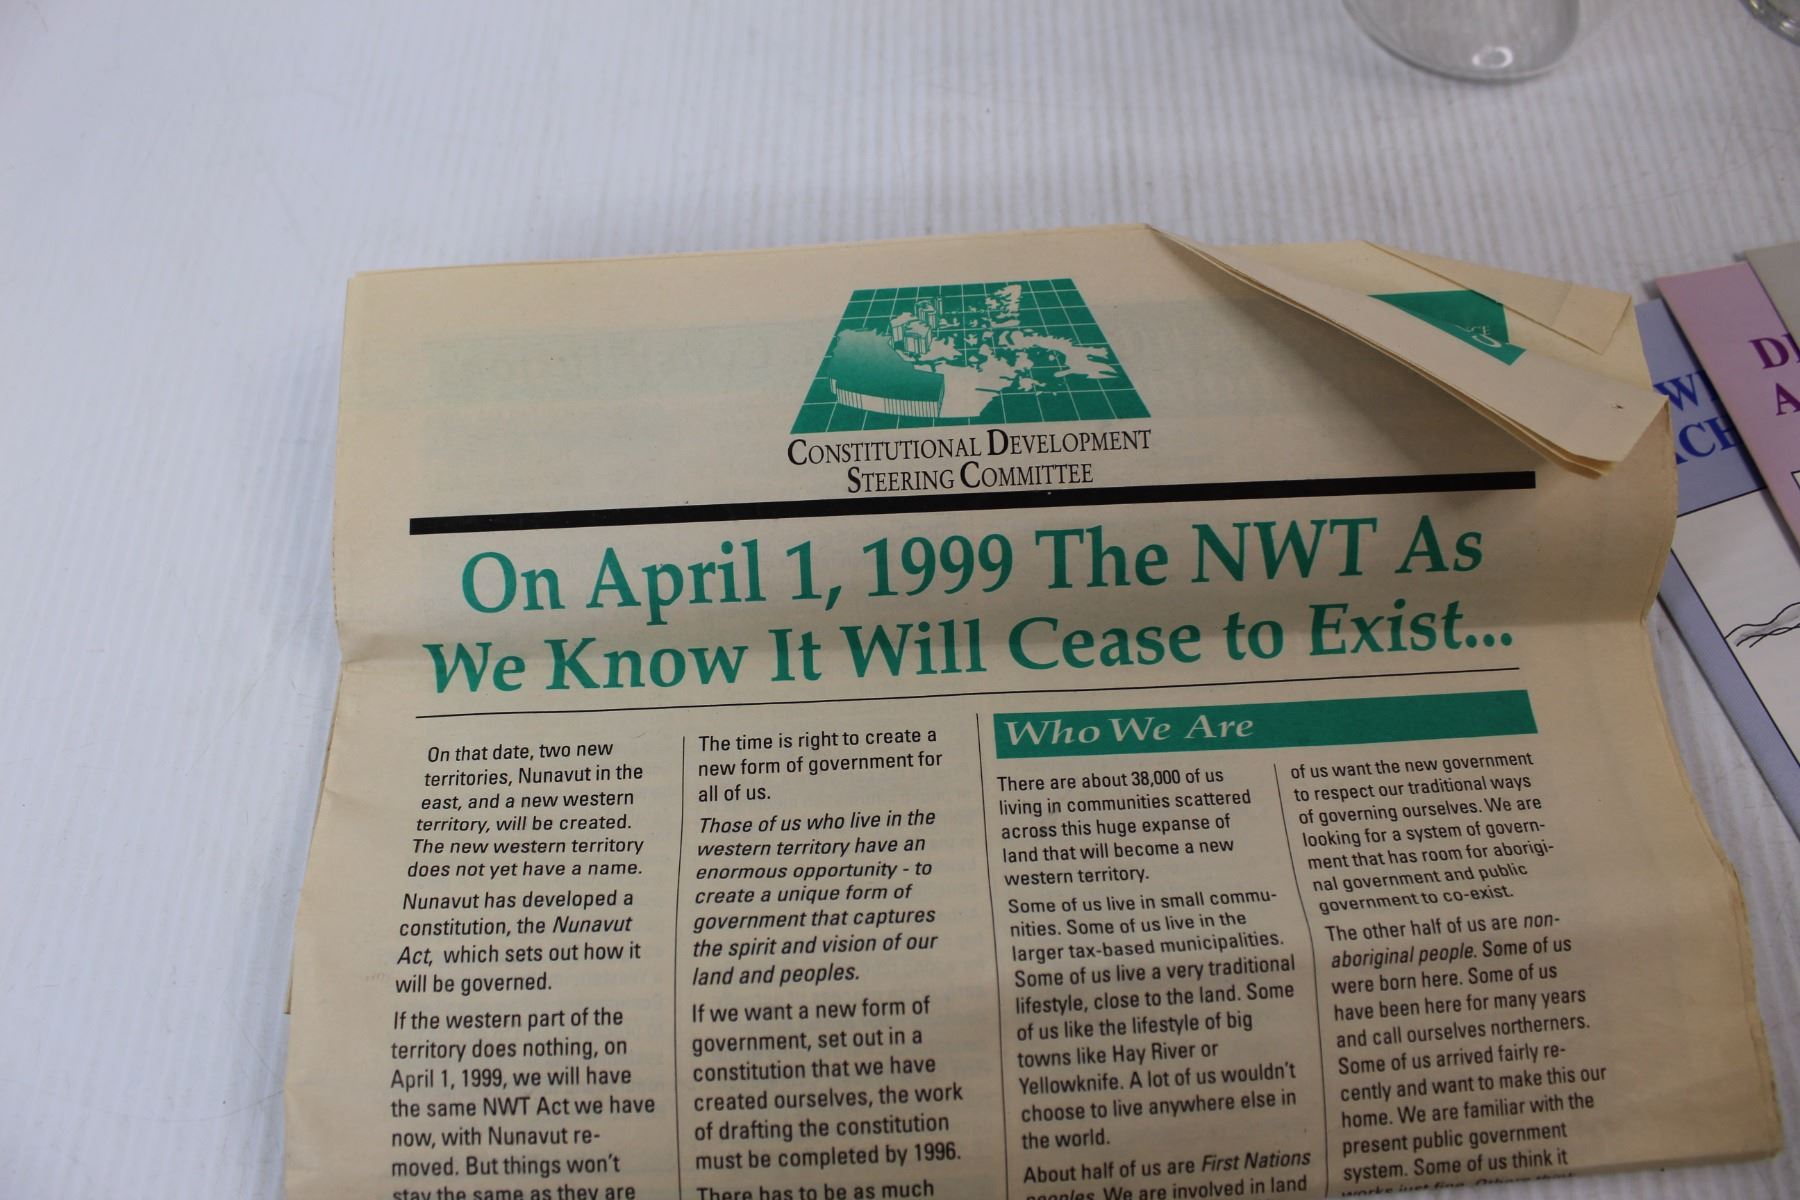 CONSTITUTIONAL DEVELOPMENT
STEERING COMMITTEE
On April 1, 1999 The NWT As
We Know It Will Cease to Exist...
On that date, two new
territories, Nunavut in the
east, and a new western
territory, will be created.
The new western territory
does not yet have a name.
Nunavut has developed a
constitution, the Nunavut
Act, which sets out how it
will be governed.
If the western part of the
territory does nothing, on
April 1, 1999, we will have
the same NWT Act we have
now, with Nunavut re-
moved. But things won't
stay the same as they are
The time is right to create a
new form of government for
all of us.
Those of us who live in the
western territory have an
enormous opportunity - to
create a unique form of
government that captures
the spirit and vision of our
land and peoples.
If we want a new form of
government, set out in a
constitution that we have
created ourselves, the work
of drafting the constitution
must be completed by 1996.
There has to be as much
Who We Are
There are about 38,000 of us
living in communities scattered
across this huge expanse of
land that will become a new
western territory.
Some of us live in small commu-
nities. Some of us live in the
larger tax-based municipalities.
Some of us live a very traditional
lifestyle, close to the land. Some
of us like the lifestyle of big
towns like Hay River or
Yellowknife. A lot of us wouldn't
choose to live anywhere else in
the world.
About half of us are First Nations
peoples. We are involved in land
of us want the new government
to respect our traditional ways
of governing ourselves. We are
looking for a system of govern-
ment that has room for aborigi-
nal government and public
government to co-exist.
The other half of us are non-
aboriginal people. Some of us
were born here. Some of us
have been here for many years
and call ourselves northerners.
Some of us arrived fairly re-
cently and want to make this our
home. We are familiar with the
present public government
system. Some of us think it
works just fine. Others think